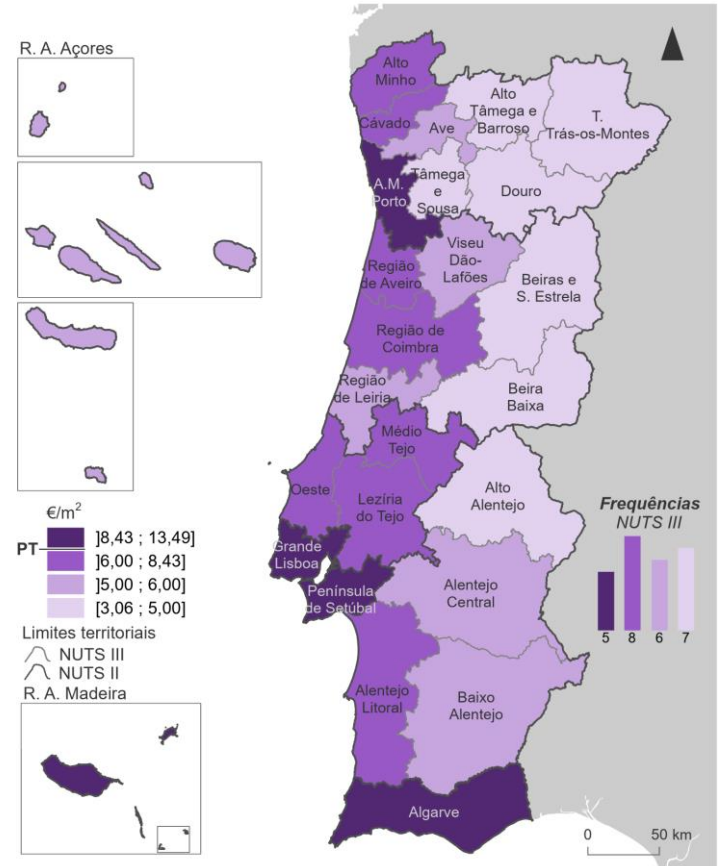 R. A. Açores
Alto
Minho
Cávado
Ave
Alto
Tâmega e
Barroso
T.
Trás-os-Montes
A.M.
Porto
Tâmega
e
Sousa
Douro
Viseu
Dão-
Lafões
Região
de Aveiro
Beiras e
S. Estrela
Região de
Coimbra
Região
de Leiria
Beira
Baixa
Médio
Tejo
Oeste
Lezíria
do Tejo
Alto
Alentejo
Grande
Lisboa
Península
de Setúbal
Alentejo
Central
Alentejo
Litoral
Baixo
Alentejo
Algarve
€/m²
PT
]8,43 ; 13,49]
]6,00 ; 8,43]
]5,00 ; 6,00]
[3,06 ; 5,00]
Limites territoriais
NUTS III
NUTS II
R. A. Madeira
Frequências
NUTS III
5 8 6 7
0 50 km